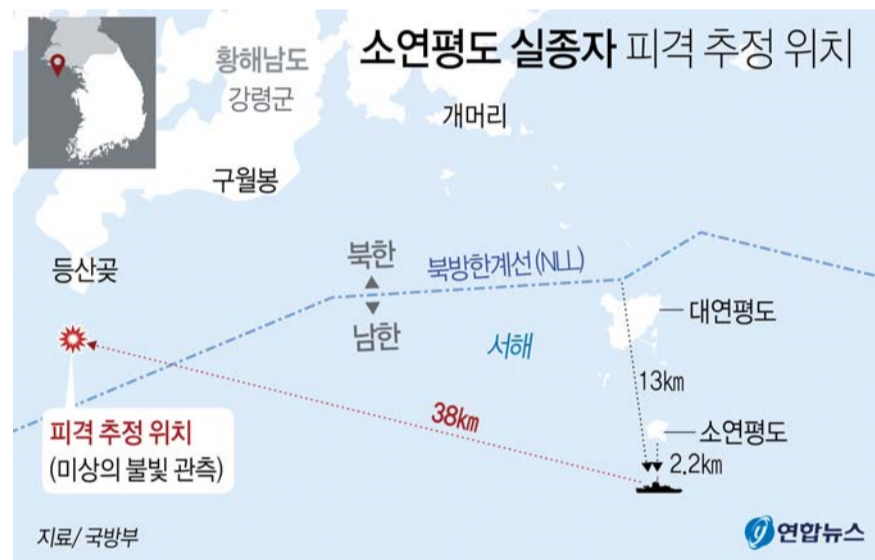 소연평도 실종자 피격 추정 위치
황해남도
강령군
개머리
구월봉
등산곶
북한
남한
북방한계선(NLL)
서해
대연평도
13㎞
38㎞
소연평도
2.2㎞
피격 추정 위치
(미상의 불빛 관측)
지료/ 국방부
연합뉴스